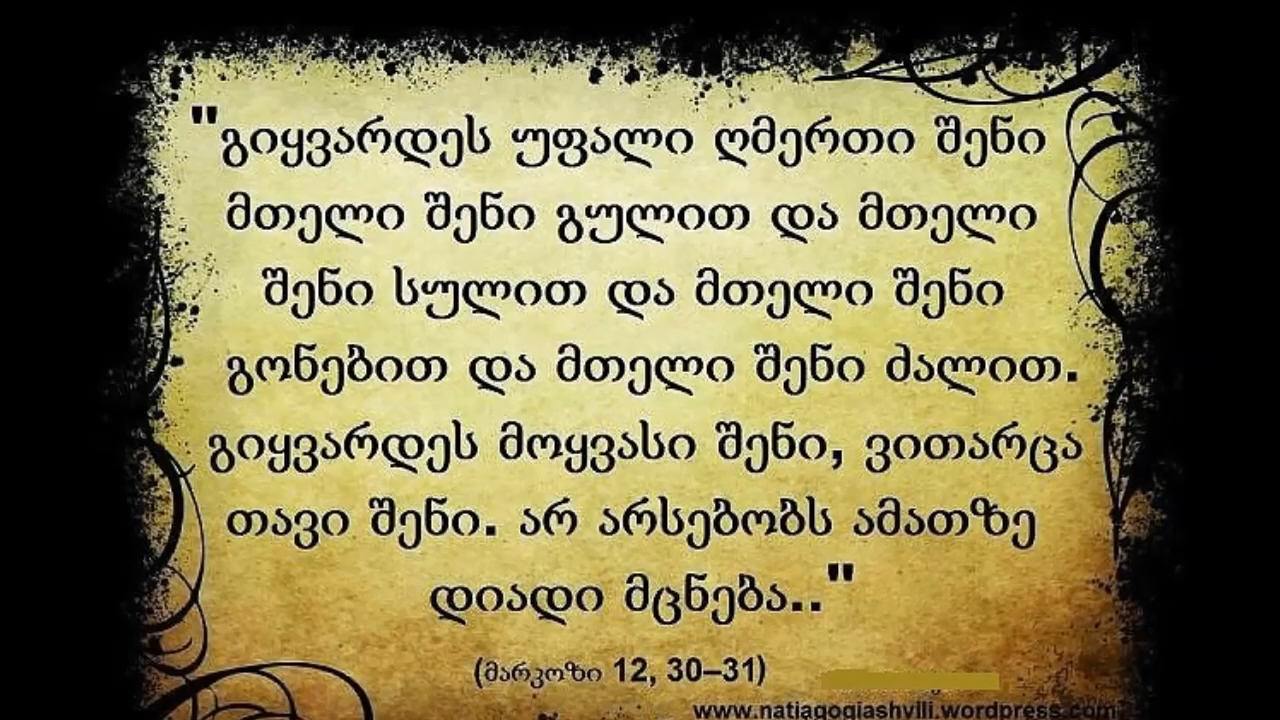 "გიყვარდეს უფალი ღმერთი შენი
მთელი შენი გულით და მთელი
შენი სულით და მთელი შენი
გონებით და მთელი შენი ძალით.
გიყვარდეს მოყვასი შენი, ვითარცა
თავი შენი. არ არსებობს ამათზე
დიადი მცნება.."
(მარკოზი 12, 30–31)
www.natiagogiashvili.wordpress.com